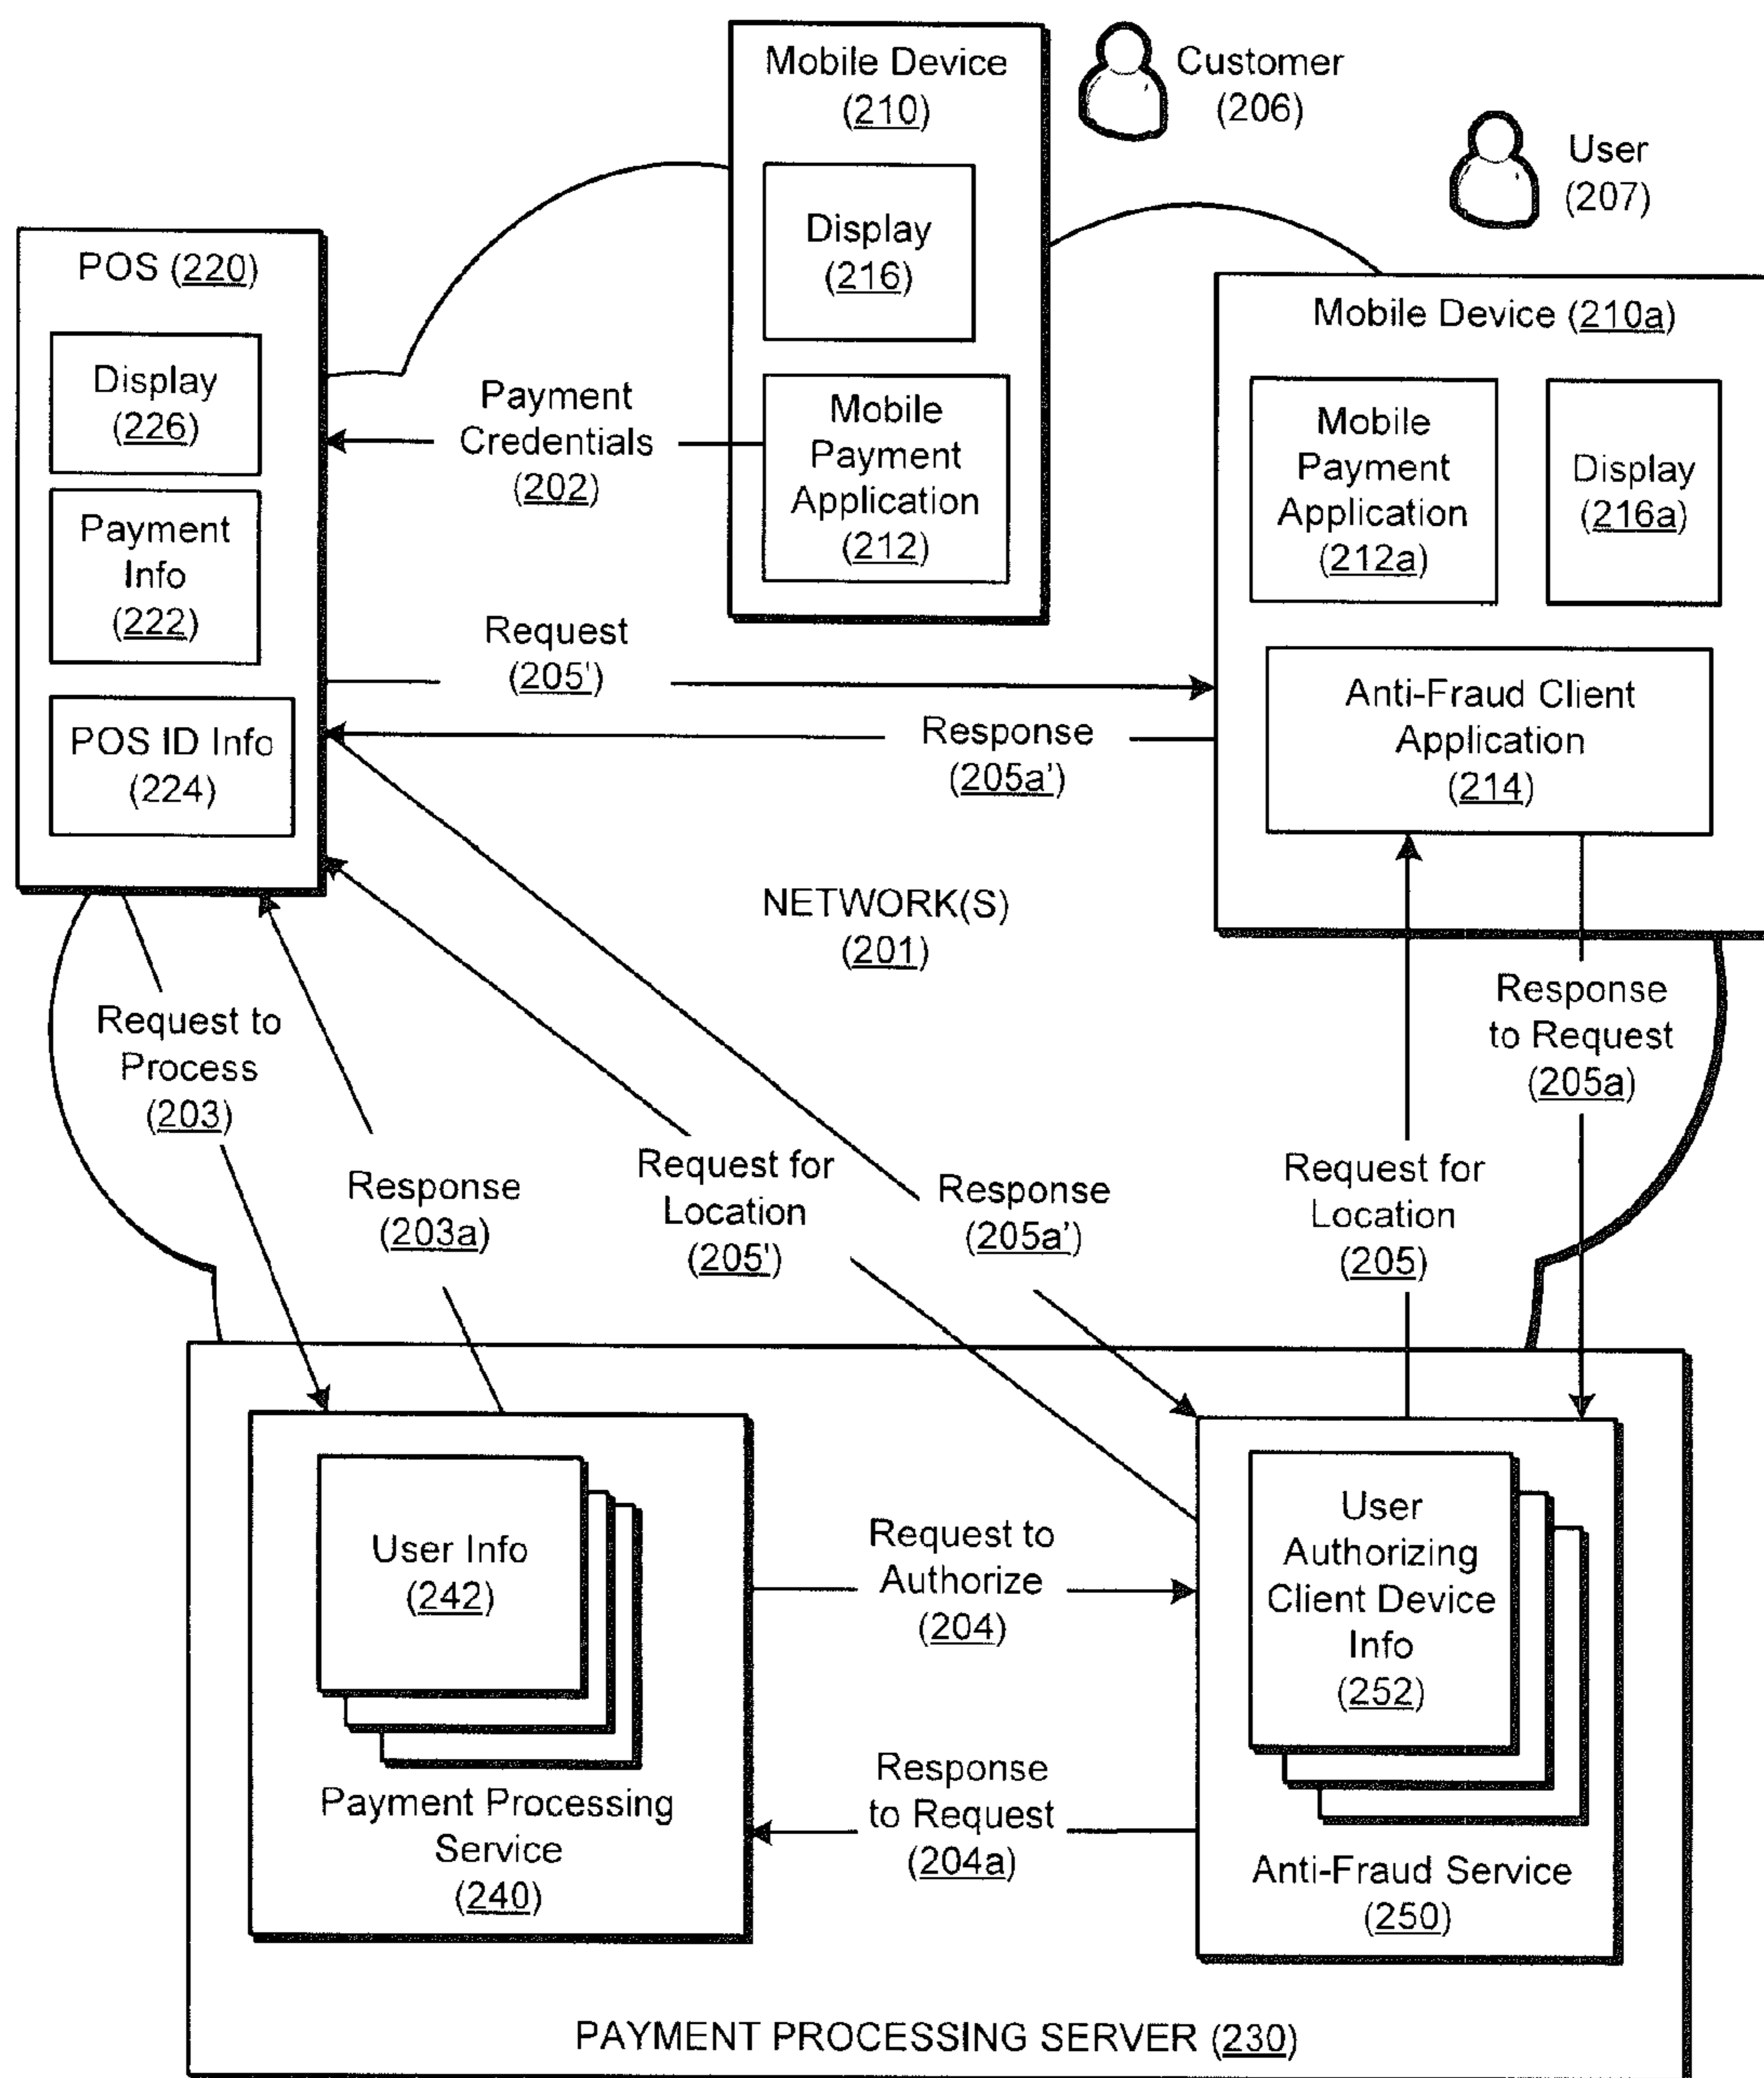 Mobile Device
(210)
Display
(216)
Mobile
Payment
Application
(212)
Customer
(206)
User
(207)
POS (220)
Display
(226)
Payment
Info
(222)
POS ID Info
(224)
Payment
Credentials
(202)
Mobile Device (210a)
Mobile
Payment
Application
(212a)
Display
(216a)
Anti-Fraud Client
Application
(214)
Request
(205')
Response
(205a')
NETWORK(S)
(201)
Request to
Process
(203)
Response
(203a)
Request for
Location
(205')
Response
(205a')
Request for
Location
(205)
Response
to Request
(205a)
User Info
(242)
Payment Processing
Service
(240)
Request to
Authorize
(204)
Response
to Request
(204a)
User
Authorizing
Client Device
Info
(252)
Anti-Fraud Service
(250)
PAYMENT PROCESSING SERVER (230)